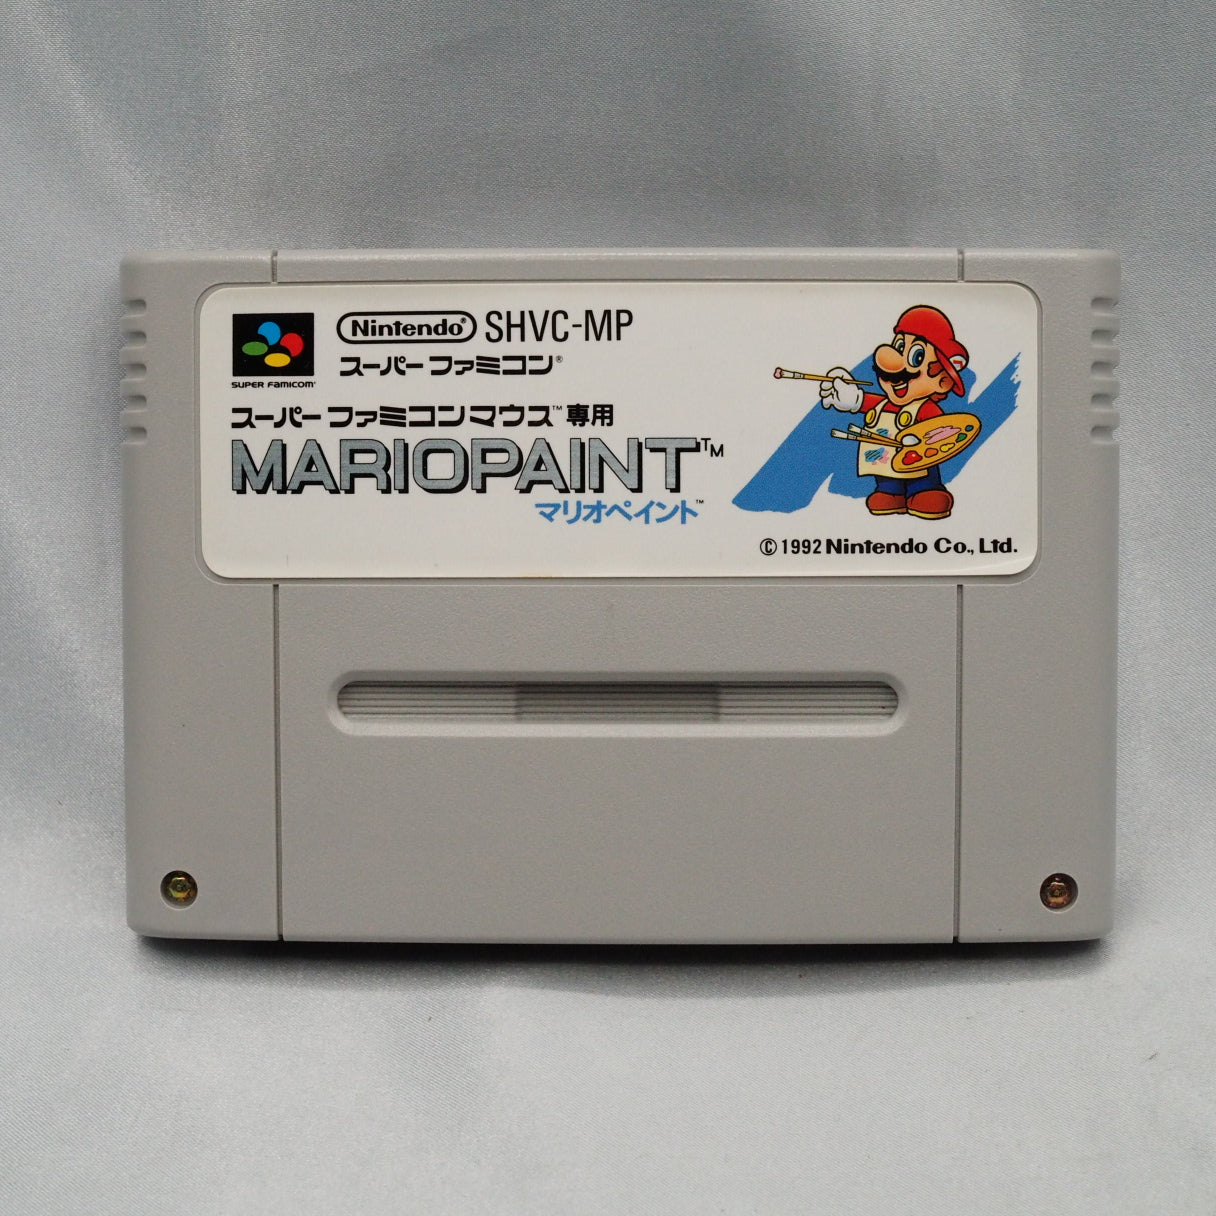 SUPER FAMICOM
Nintendo® SHVC-MP
スーパーファミコン®
スーパーファミコンマウス™専用
MARIOPAINT™
マリオペイント™
©1992 Nintendo Co., Ltd.